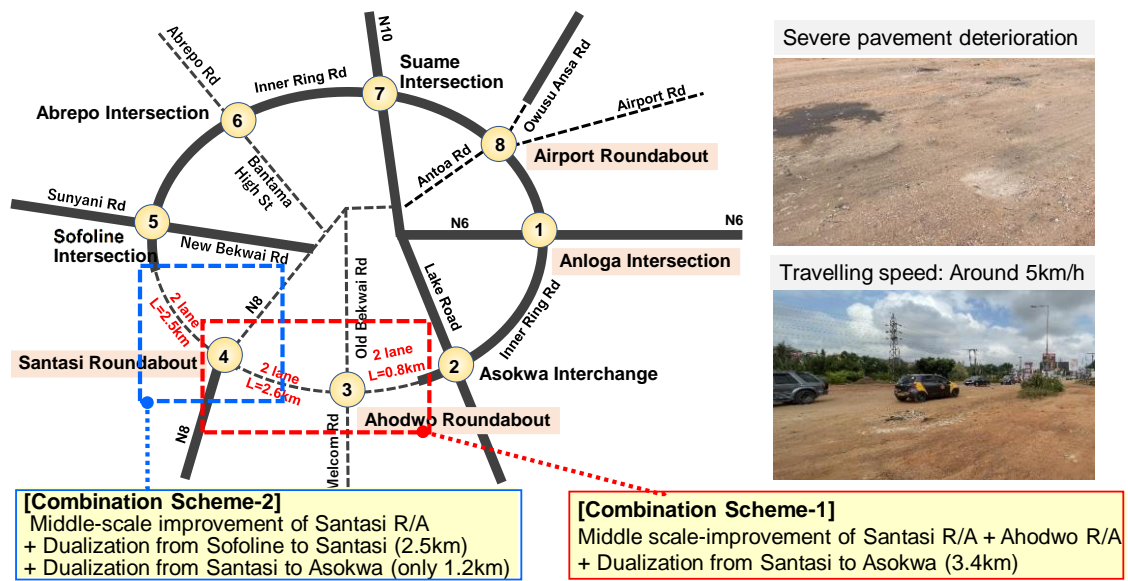 Abrepo Rd
N10
Inner Ring Rd
Suame
Intersection
7
Owusu Ansa Rd
Abrepo Intersection
6
Airport Rd
8
Antoa Rd
Airport Roundabout
Bantama
High St
Sunyani Rd
5
N6
1
N6
Sofoline
Intersection
New Bekwai Rd
Anloga Intersection
Lake Road
Old Bekwai Rd
N8
2 lane
L=2.5km
Inner Ring Rd
Santasi Roundabout
4
2 lane
L=2.6km
2 lane
L=0.8km
2
Asokwa Interchange
3
Ahodwo Roundabout
N8
Melcom Rd
Severe pavement deterioration
Travelling speed: Around 5km/h
[Combination Scheme-2]
Middle-scale improvement of Santasi R/A
+ Dualization from Sofoline to Santasi (2.5km)
+ Dualization from Santasi to Asokwa (only 1.2km)
[Combination Scheme-1]
Middle scale-improvement of Santasi R/A + Ahodwo R/A
+ Dualization from Santasi to Asokwa (3.4km)